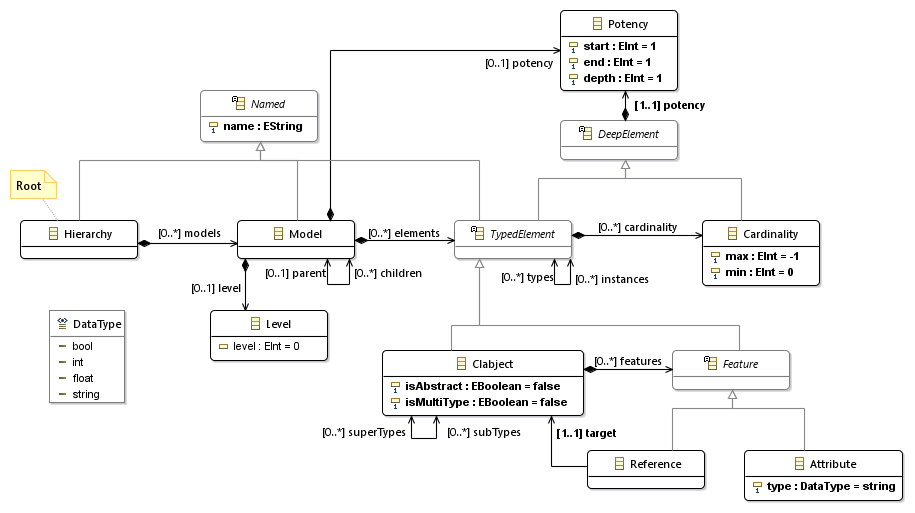 Potency
start : EInt = 1
end : EInt = 1
depth : EInt = 1
[0..1] potency
[1..1] potency
Named
name : EString
DeepElement
Root
Hierarchy
[0..*] models
Model
[0..*] elements
TypedElement
[0..*] cardinality
Cardinality
max : EInt = -1
min : EInt = 0
[0..1] parent
[0..*] children
[0..*] types
[0..*] instances
[0..1] level
Level
level : EInt = 0
DataType
bool
int
float
string
Clabject
isAbstract : EBoolean = false
isMultiType : EBoolean = false
[0..*] features
Feature
[0..*] superTypes
[0..*] subTypes
[1..1] target
Reference
Attribute
type : DataType = string